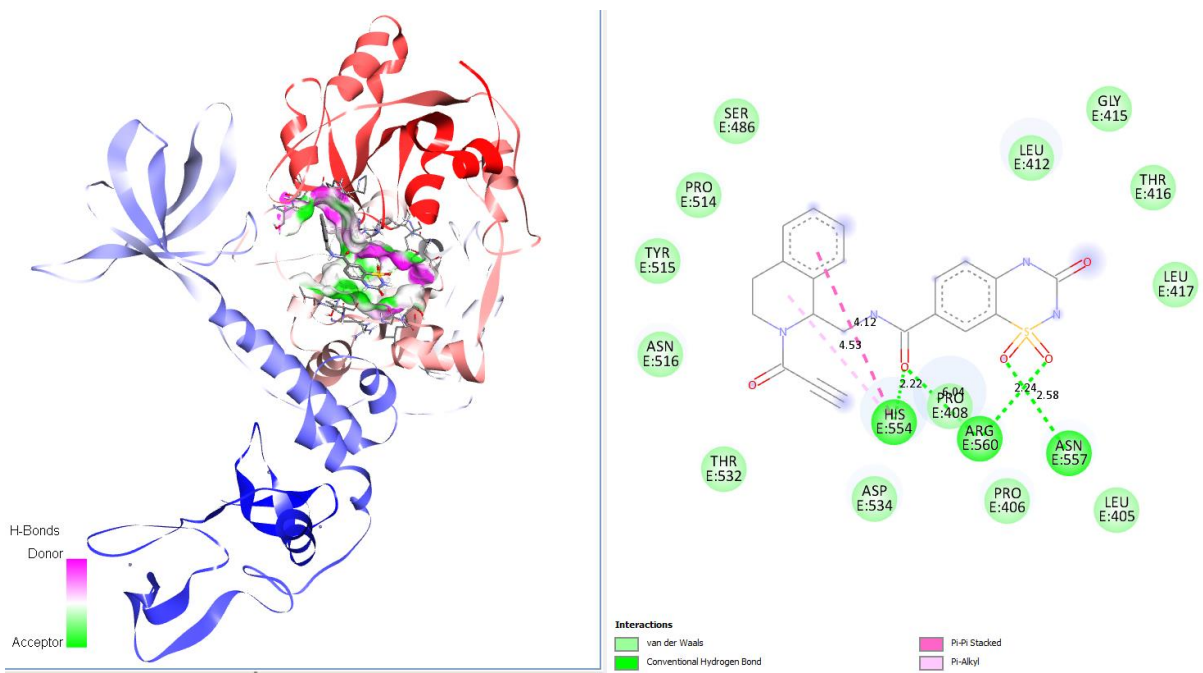 H-Bonds
Donor
Acceptor
SER
E:486
GLY
E:415
LEU
E:412
THR
E:416
PRO
E:514
TYR
E:515
LEU
E:417
ASN
E:516
N
N
O
N
N
O
O
S
O
O
O
4.12
4.53
2.22
6.04
2.24
2.58
PRO
E:408
HIS
E:554
ARG
E:560
ASN
E:557
THR
E:532
ASP
E:534
PRO
E:406
LEU
E:405
Interactions
van der Waals
Conventional Hydrogen Bond
Pi-Pi Stacked
Pi-Alkyl